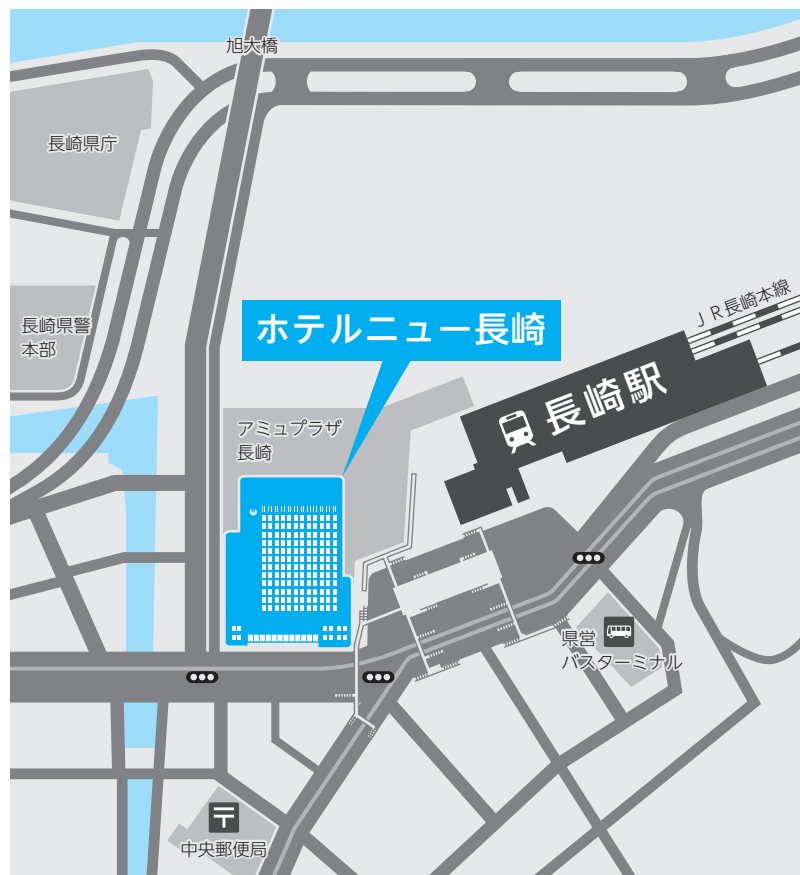 旭大橋
長崎県庁
長崎県警
本部
ホテルニュー長崎
ＪＲ長崎本線
長崎駅
アミュプラザ
長崎
県営
バスターミナル
〒
中央郵便局